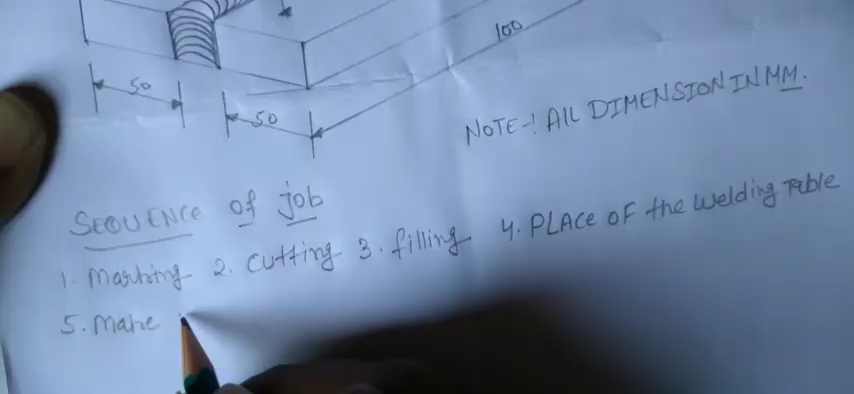 100
50
50
NOTE-! All DIMENSION IN MM.
SEQUENCE of job
1. Marking 2. cutting 3. filling 4. PLACE OF the welding Table
5. Make